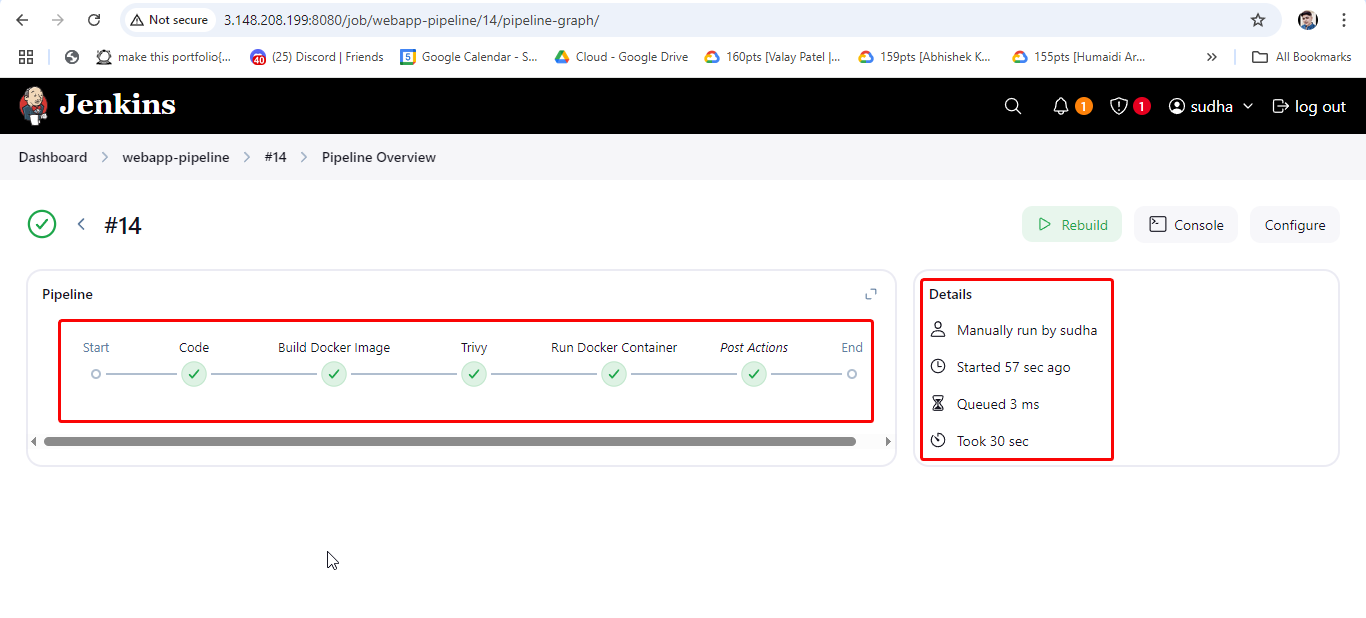 Not secure 3.148.208.199:8080/job/webapp-pipeline/14/pipeline-graph/
make this portfolio{... 40 (25) Discord | Friends 5 Google Calendar - S... Cloud - Google Drive 160pts [Valay Patel |... 159pts [Abhishek K... 155pts [Humaidi Ar... » All Bookmarks
Jenkins 1 1 sudha log out
Dashboard > webapp-pipeline > #14 > Pipeline Overview
#14 Rebuild Console Configure
Pipeline
Start Code Build Docker Image Trivy Run Docker Container Post Actions End
Details
Manually run by sudha
Started 57 sec ago
Queued 3 ms
Took 30 sec